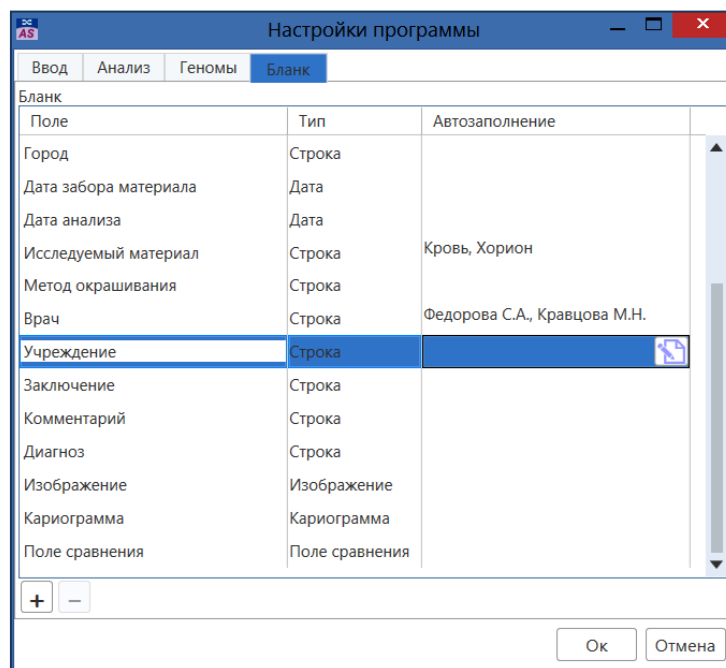 AS
Настройки программы
Ввод Анализ Геномы Бланк
Бланк
Поле Тип Автозаполнение
Город Строка
Дата забора материала Дата
Дата анализа Дата
Исследуемый материал Строка Кровь, Хорион
Метод окрашивания Строка
Врач Строка Федорова С.А., Кравцова М.Н.
Учреждение Строка
Заключение Строка
Комментарий Строка
Диагноз Строка
Изображение Изображение
Кариограмма Кариограмма
Поле сравнения Поле сравнения
Ок Отмена